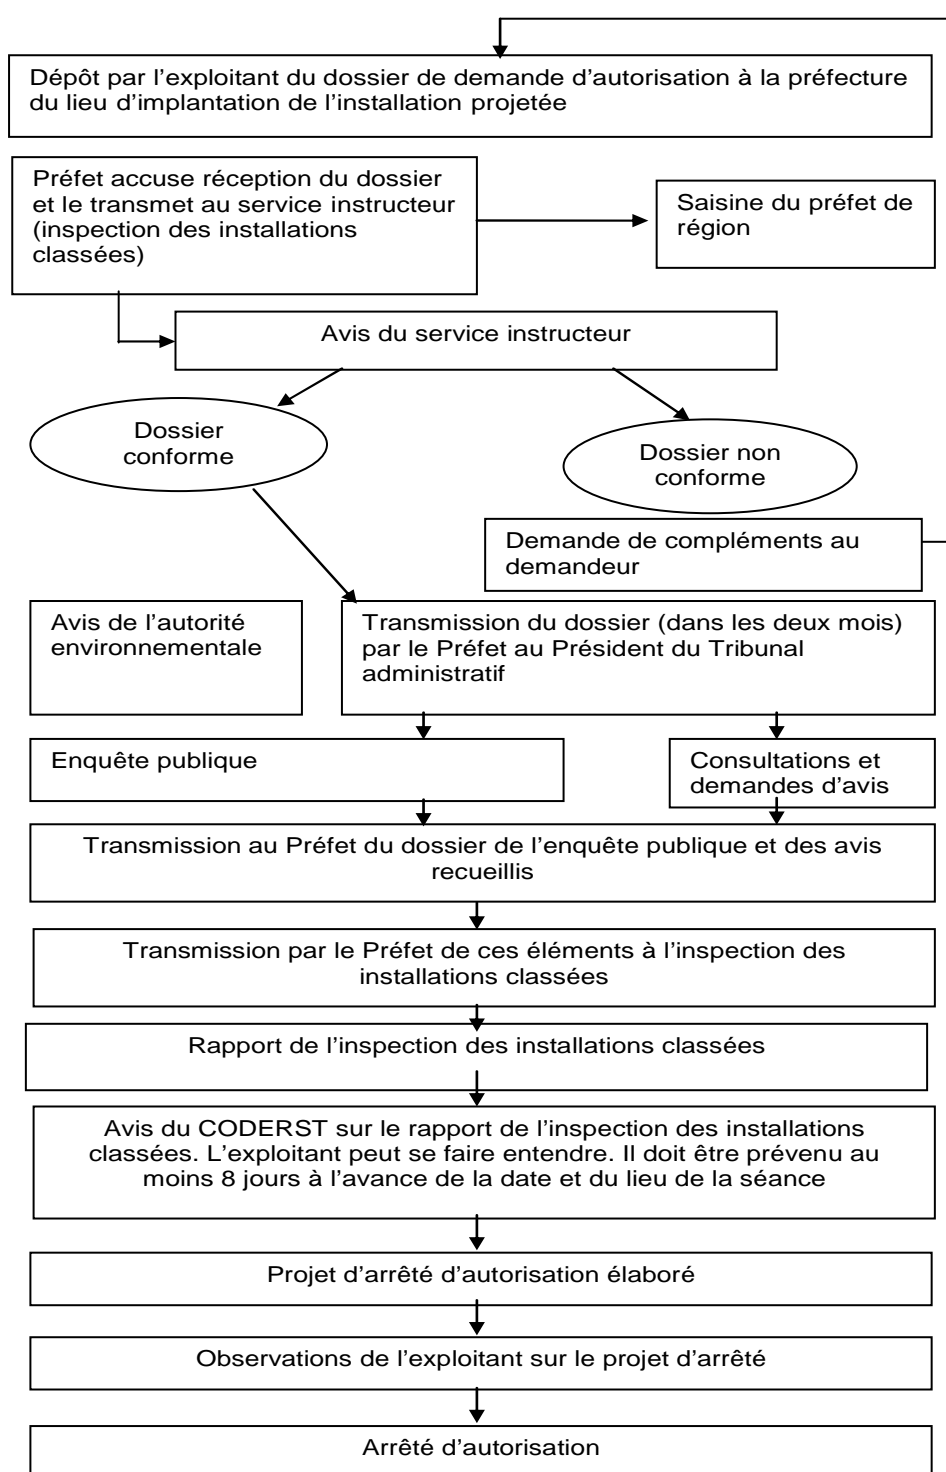 Dépôt par l’exploitant du dossier de demande d’autorisation à la préfecture
du lieu d’implantation de l’installation projetée
Préfet accuse réception du dossier
et le transmet au service instructeur
(inspection des installations
classées)
Saisine du préfet de
région
Avis du service instructeur
Dossier
conforme
Dossier non
conforme
Demande de compléments au
demandeur
Avis de l’autorité
environnementale
Transmission du dossier (dans les deux mois)
par le Préfet au Président du Tribunal
administratif
Enquête publique
Consultations et
demandes d’avis
Transmission au Préfet du dossier de l’enquête publique et des avis
recueillis
Transmission par le Préfet de ces éléments à l’inspection des
installations classées
Rapport de l’inspection des installations classées
Avis du CODERST sur le rapport de l’inspection des installations
classées. L’exploitant peut se faire entendre. Il doit être prévenu au
moins 8 jours à l’avance de la date et du lieu de la séance
Projet d’arrêté d’autorisation élaboré
Observations de l’exploitant sur le projet d’arrêté
Arrêté d’autorisation